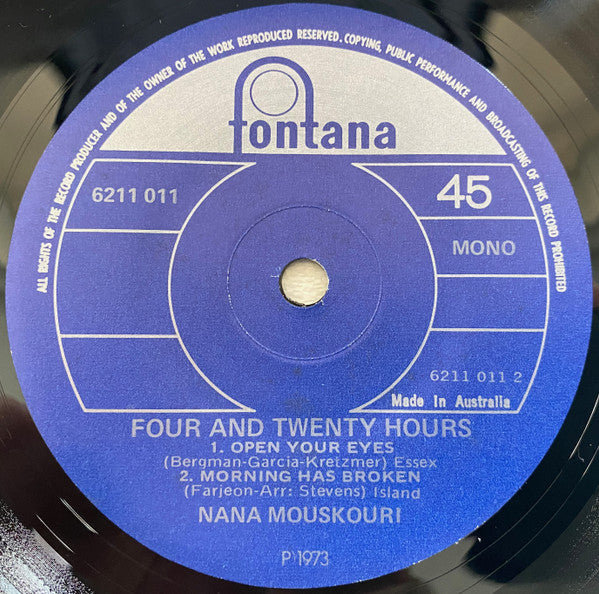 ALL RIGHTS OF THE RECORD PRODUCER AND OF THE OWNER OF THE WORK REPRODUCED RESERVED. COPYING, PUBLIC PERFORMANCE AND BROADCASTING OF THIS RECORD PROHIBITED
fontana
6211 011
45
MONO
6211 011 2
Made In Australia
FOUR AND TWENTY HOURS
1. OPEN YOUR EYES
(Bergman-Garcia-Kretzmer) Essex
2. MORNING HAS BROKEN
(Farjeon-Arr: Stevens) Island
NANA MOUSKOURI
P 1973